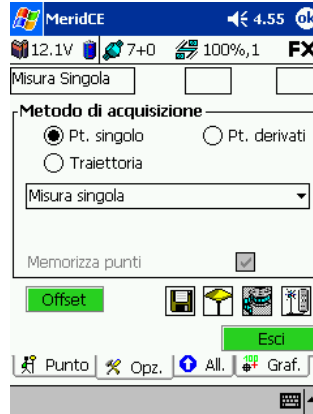 MeridCE 4.55 ok
12.1V 7+0 100%,1 FX
Misura Singola
Metodo di acquisizione
Pt. singolo Pt. derivati
Traiettoria
Misura singola
Memorizza punti
Offset
Esci
Punto Opz. All. Graf.